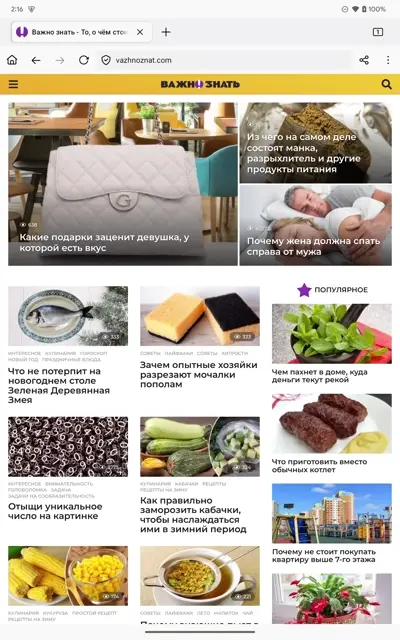 2:16
100%
Важно знать - То, о чём стои
1
vazhnoznat.com
ВАЖНО ЗНАТЬ
638
Какие подарки заценит девушка, у
которой есть вкус
Из чего на самом деле
состоят манка,
разрыхлитель и другие
продукты питания
Почему жена должна спать
справа от мужа
333
ИНТЕРЕСНОЕ КУЛИНАРИЯ ГОРОСКОП
НОВЫЙ ГОД ПРАЗДНИЧНЫЕ БЛЮДА
Что не потерпит на
новогоднем столе
Зеленая Деревянная
Змея
323
СОВЕТЫ ЛАЙФХАКИ СОВЕТЫ ХИТРОСТИ
Зачем опытные хозяйки
разрезают мочалки
пополам
ПОПУЛЯРНОЕ
Чем пахнет в доме, куда
деньги текут рекой
Что приготовить вместо
обычных котлет
Почему не стоит покупать
квартиру выше 7-го этажа
ИНТЕРЕСНОЕ ВНИМАТЕЛЬНОСТЬ
ГОЛОВОЛОМКА ЗАДАЧА
ЗАДАЧИ НА СООБРАЗИТЕЛЬНОСТЬ
Отыщи уникальное
число на картинке
КУЛИНАРИЯ КАБАЧКИ РЕЦЕПТЫ
РЕЦЕПТЫ НА ЗИМУ
Как правильно
заморозить кабачки,
чтобы наслаждаться
ими в зимний период
174
КУЛИНАРИЯ КУКУРУЗА ПРОСТОЙ РЕЦЕПТ
РЕЦЕПТЫ НА ЗИМУ
221
СОВЕТЫ ЛАЙФХАКИ ЛЕТО НАПИТОК ЧАЙ